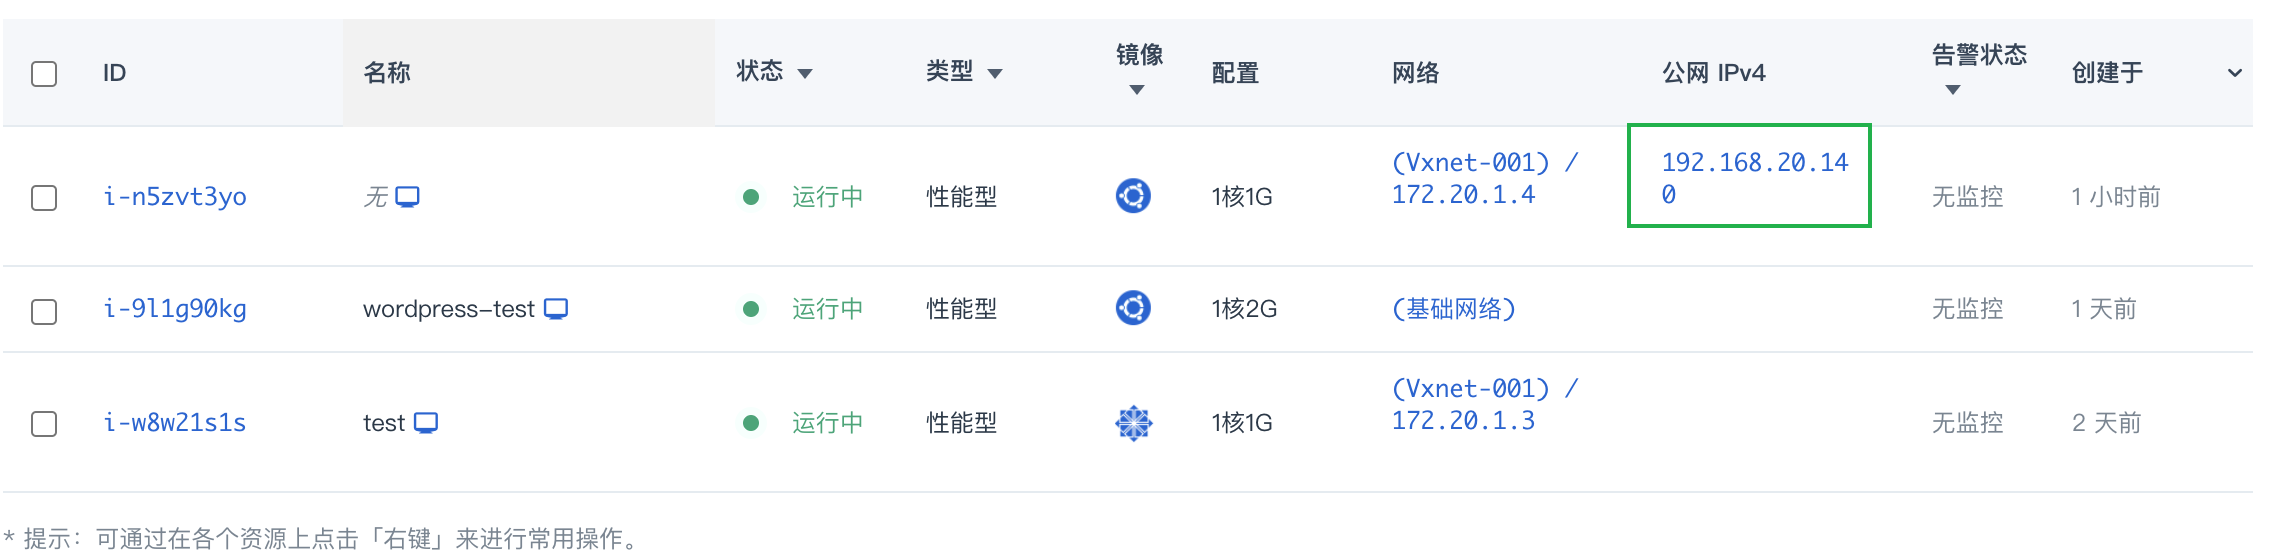 ID 名称 状态 类型 镜像 配置 网络 公网 IPv4 告警状态 创建于
i-n5zvt3yo 无 运行中 性能型 1核1G (Vxnet-001) / 192.168.20.14 无监控 1 小时前
172.20.1.4 0
i-9l1g90kg wordpress-test 运行中 性能型 1核2G (基础网络) 无监控 1 天前
i-w8w21s1s test 运行中 性能型 1核1G (Vxnet-001) / 无监控 2 天前
172.20.1.3
* 提示：可通过在各个资源上点击「右键」来进行常用操作。